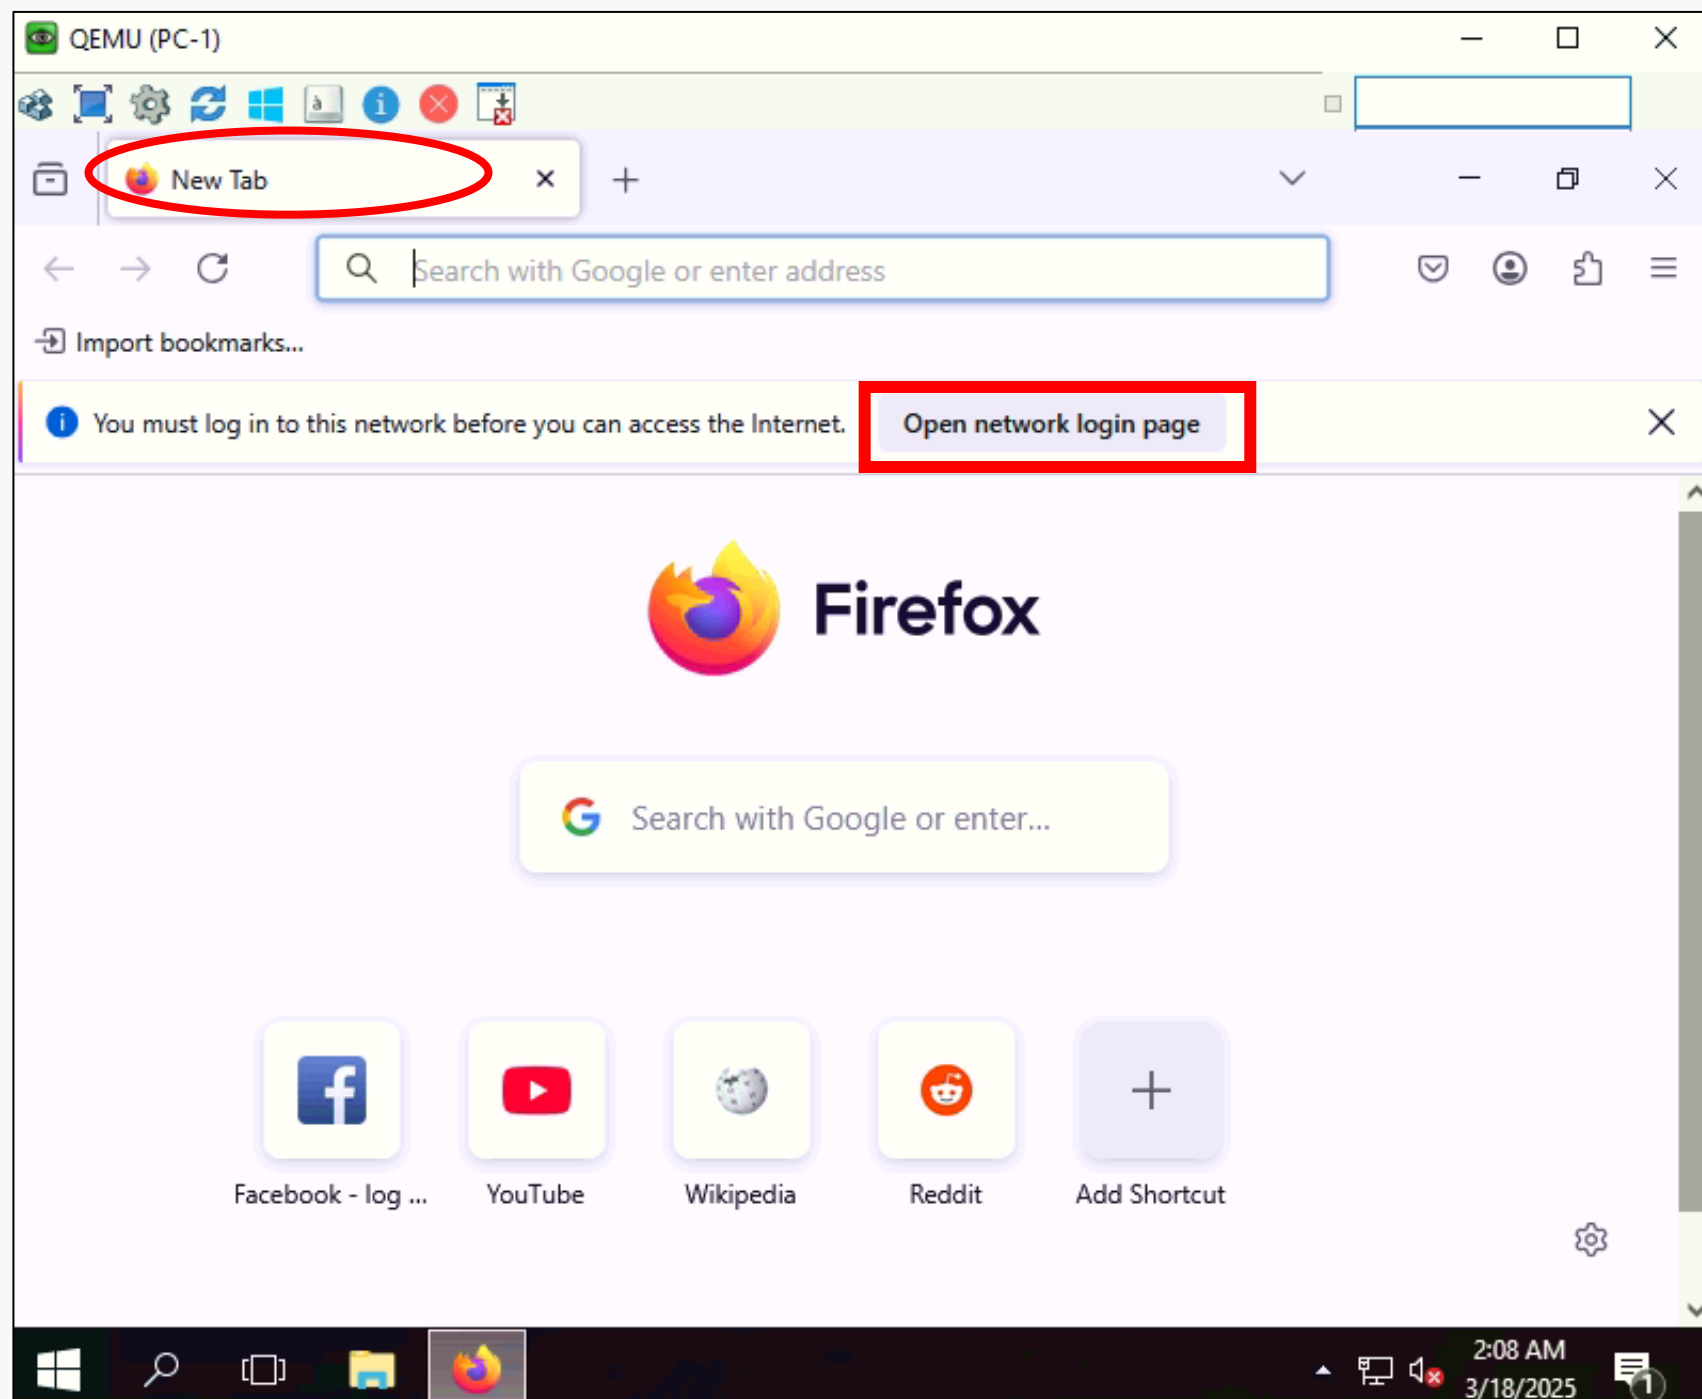 QEMU (PC-1)
New Tab
Search with Google or enter address
Import bookmarks...
You must log in to this network before you can access the Internet. Open network login page
Firefox
Search with Google or enter...
Facebook - log ... YouTube Wikipedia Reddit Add Shortcut
2:08 AM
3/18/2025
1